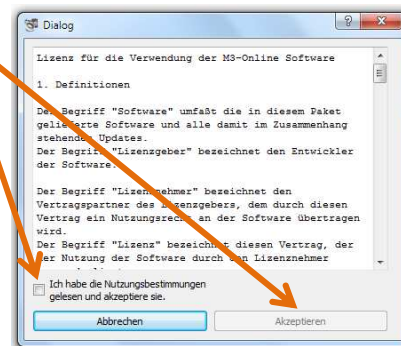 Dialog
Lizenz für die Verwendung der M3-Online Software
1. Definitionen
Der Begriff "Software" umfaßt die in diesem Paket
gelieferte Software und alle damit im Zusammenhang
stehenden Updates.
Der Begriff "Lizenzgeber" bezeichnet den Entwickler
der Software.
Der Begriff "Lizenznehmer" bezeichnet den
Vertragspartner des Lizenzgebers, dem durch diesen
Vertrag ein Nutzungsrecht an der Software übertragen
wird.
Der Begriff "Lizenz" bezeichnet diesen Vertrag, der
der Nutzung der Software durch den Lizenznehmer
Ich habe die Nutzungsbestimmungen
gelesen und akzeptiere sie.
Abbrechen
Akzeptieren